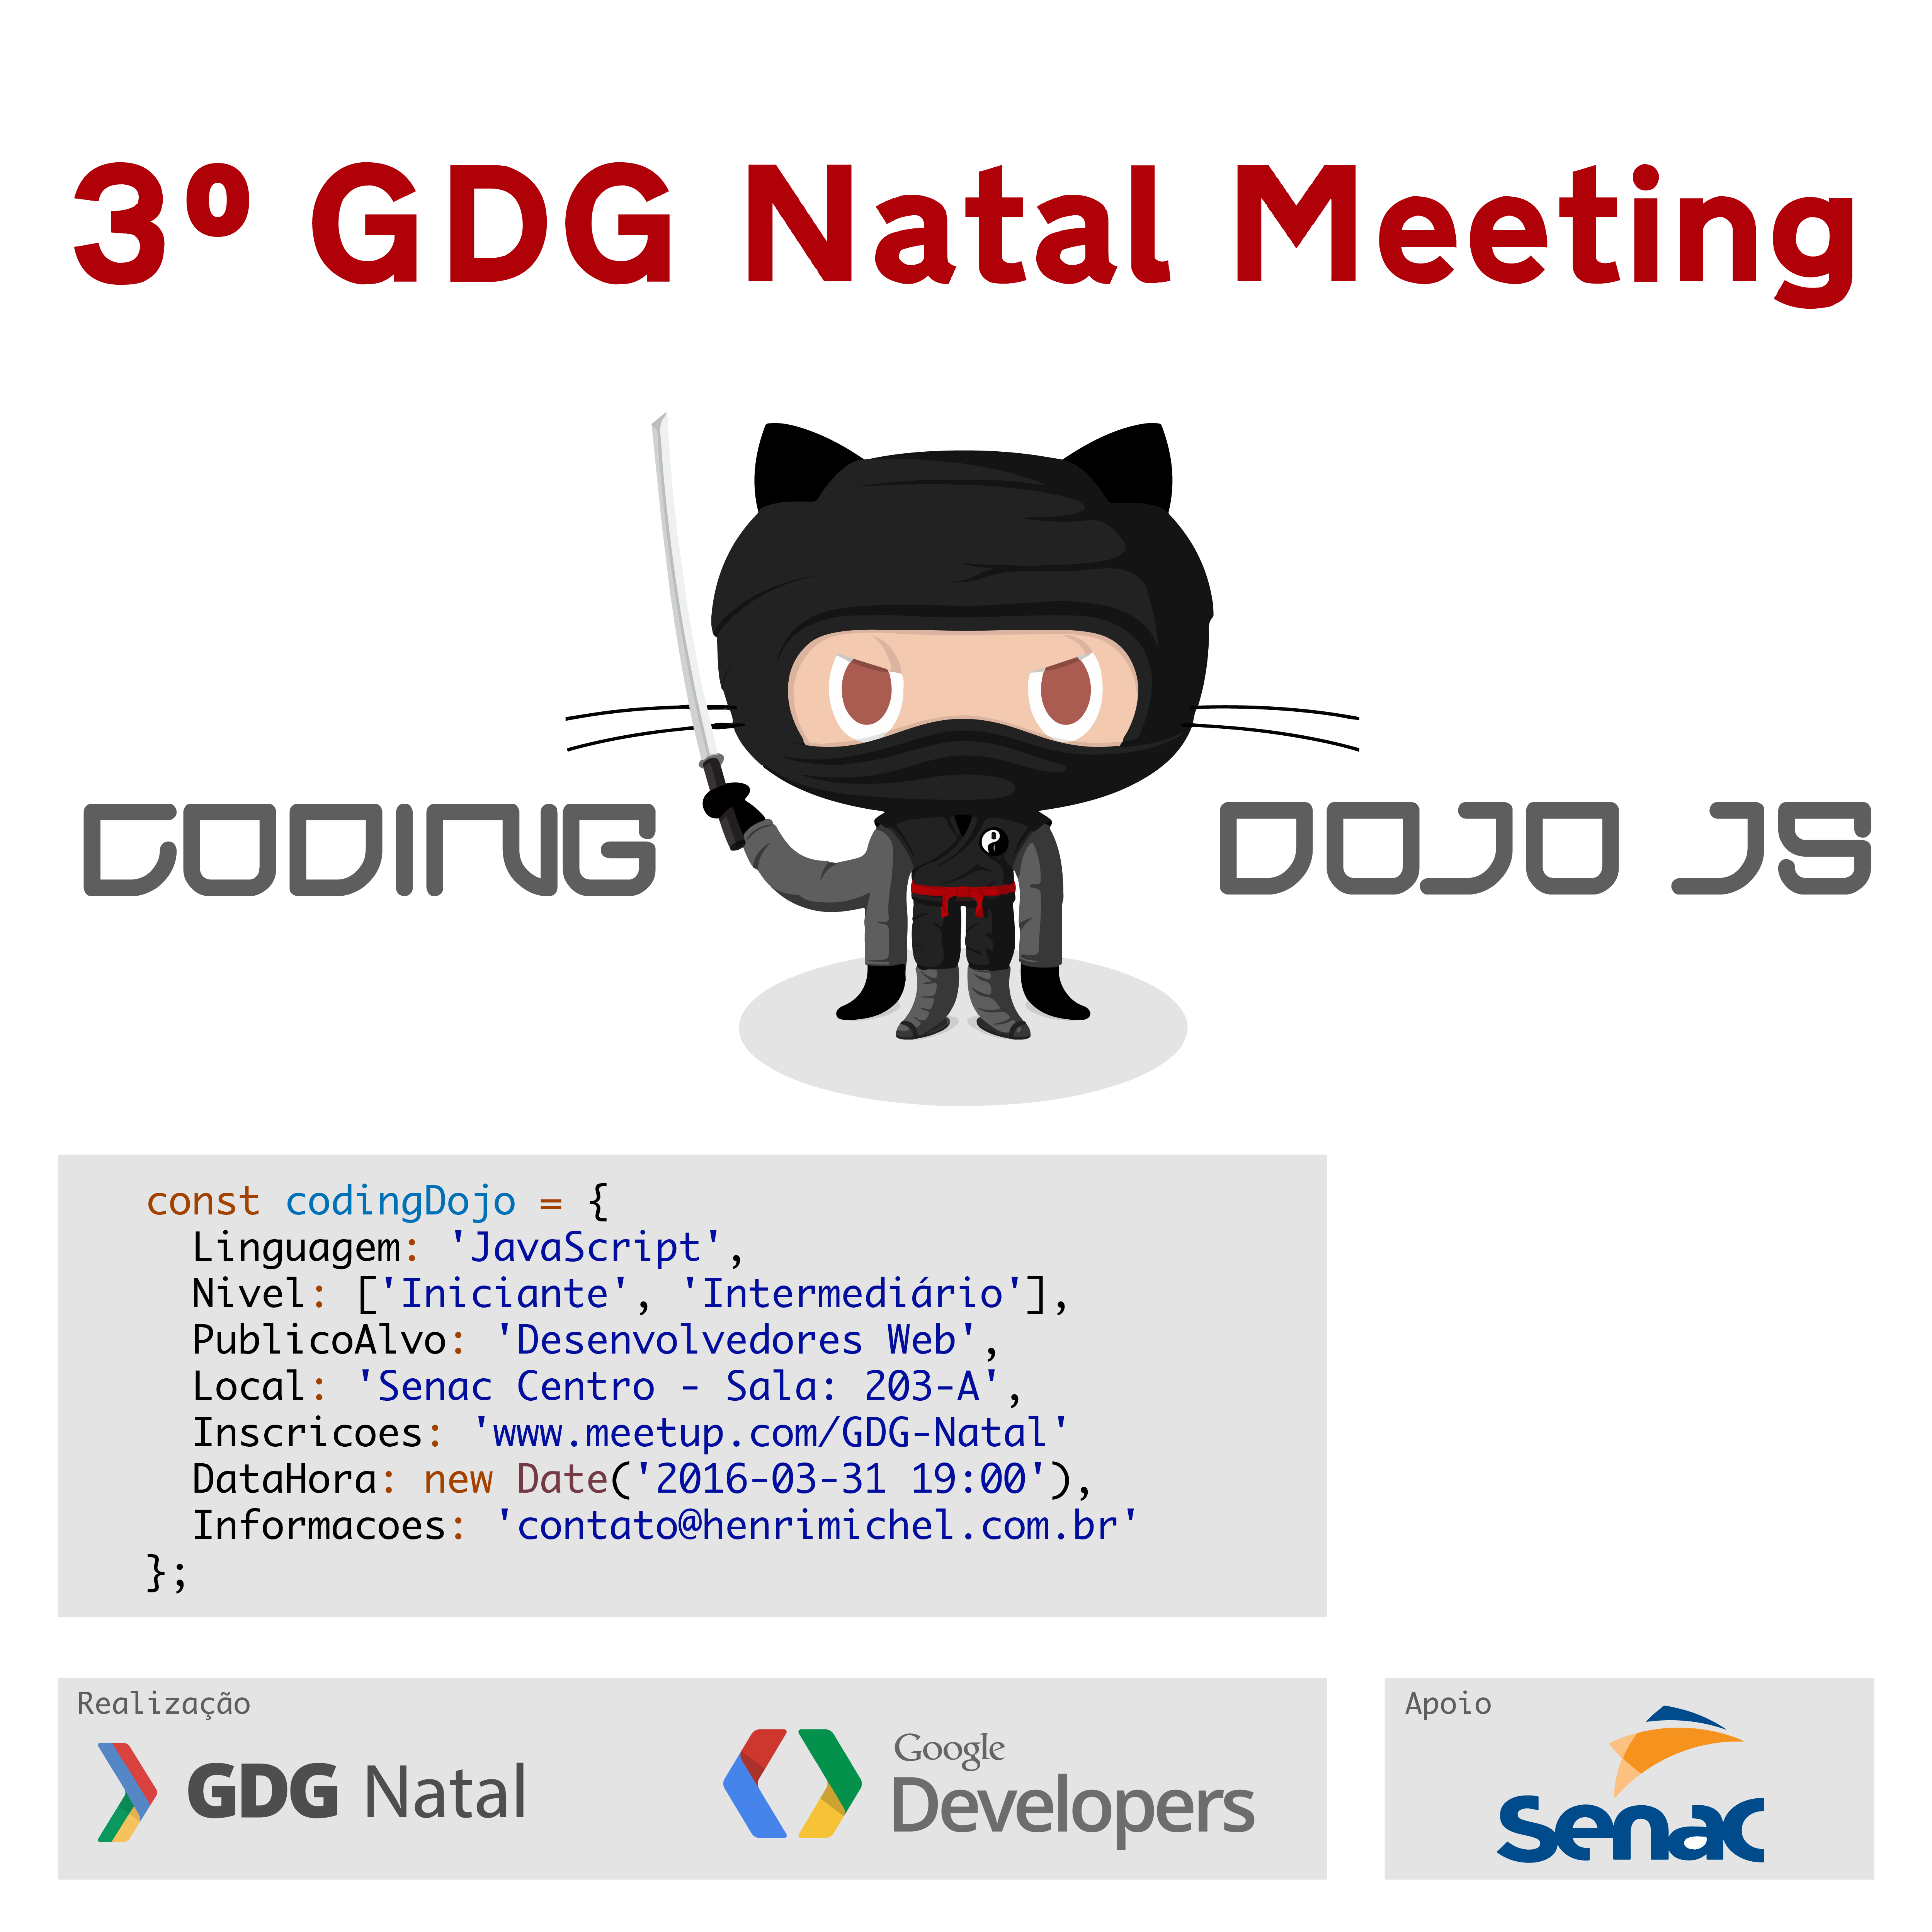 3º GDG Natal Meeting
CODING DOJO JS
const codingDojo = {
  Linguagem: 'JavaScript',
  Nivel: ['Iniciante', 'Intermediário'],
  PublicoAlvo: 'Desenvolvedores Web',
  Local: 'Senac Centro - Sala: 203-A',
  Inscricoes: 'www.meetup.com/GDG-Natal'
  DataHora: new Date('2016-03-31 19:00'),
  Informacoes: 'contato@henrimichel.com.br'
};
Realização
GDG Natal
Google
Developers
Apoio
Senac